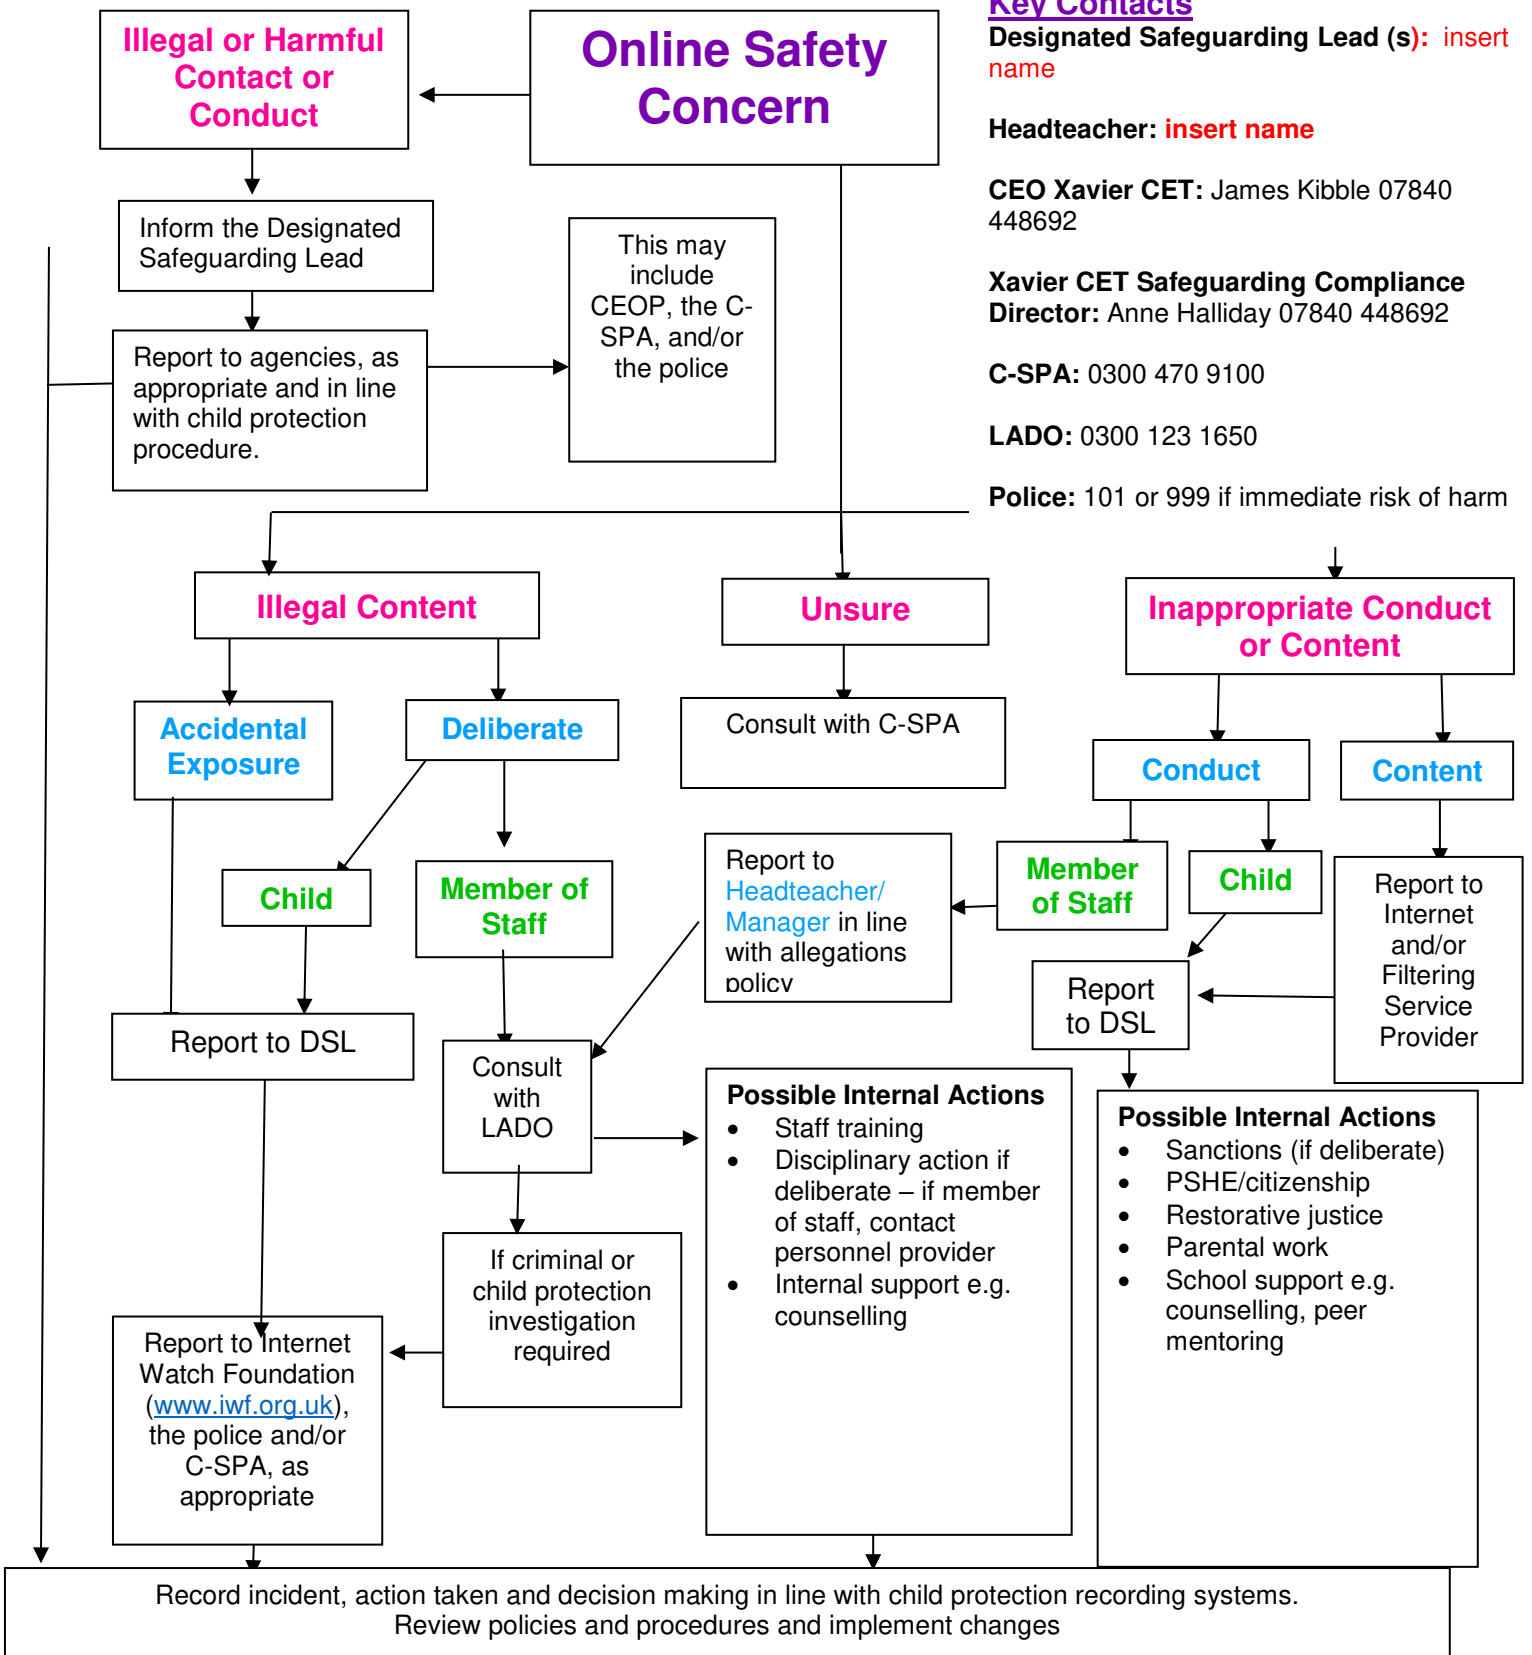 Key Contacts
Designated Safeguarding Lead (s): insert
name
Headteacher: insert name
CEO Xavier CET: James Kibble 07840
448692
Xavier CET Safeguarding Compliance
Director: Anne Halliday 07840 448692
C-SPA: 0300 470 9100
LADO: 0300 123 1650
Police: 101 or 999 if immediate risk of harm
Online Safety
Concern
Illegal or Harmful
Contact or
Conduct
Inform the Designated
Safeguarding Lead
Report to agencies, as
appropriate and in line
with child protection
procedure.
This may
include
CEOP, the C-
SPA, and/or
the police
Illegal Content
Unsure
Inappropriate Conduct
or Content
Accidental
Exposure
Deliberate
Consult with C-SPA
Conduct
Content
Child
Member of
Staff
Report to
Headteacher/
Manager in line
with allegations
policy
Member
of Staff
Child
Report to
Internet
and/or
Filtering
Service
Provider
Report to DSL
Consult
with
LADO
Report
to DSL
Possible Internal Actions
• Staff training
• Disciplinary action if
deliberate – if member
of staff, contact
personnel provider
• Internal support e.g.
counselling
Possible Internal Actions
• Sanctions (if deliberate)
• PSHE/citizenship
• Restorative justice
• Parental work
• School support e.g.
counselling, peer
mentoring
If criminal or
child protection
investigation
required
Report to Internet
Watch Foundation
(www.iwf.org.uk),
the police and/or
C-SPA, as
appropriate
Record incident, action taken and decision making in line with child protection recording systems.
Review policies and procedures and implement changes